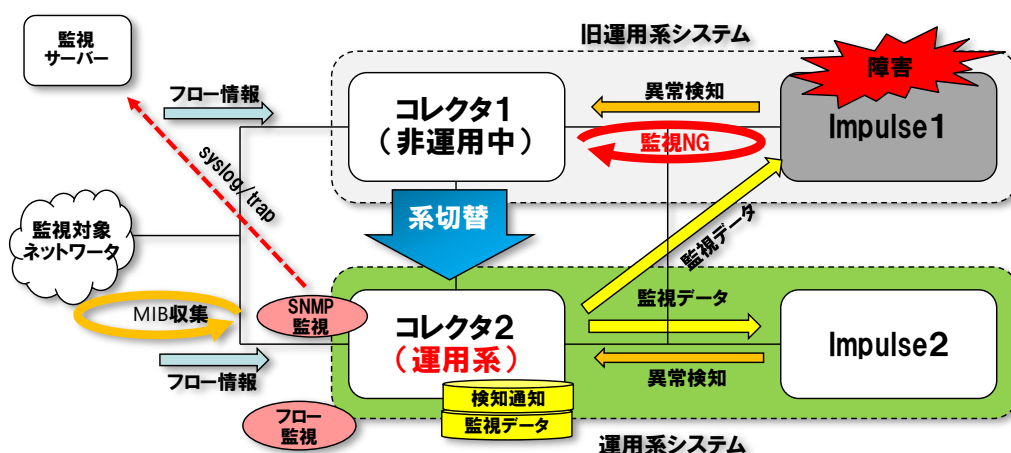 旧運用系システム
監視
サーバー
フロー情報
コレクタ1
(非運用中)
異常検知
障害
Impulse1
監視NG
syslog/trap
系切替
監視データ
監視対象
ネットワータ
MIB収集
SNMP
監視
コレクタ2
(運用系)
監視データ
Impulse2
異常検知
フロー情報
検知通知
監視データ
フロー
監視
運用系システム